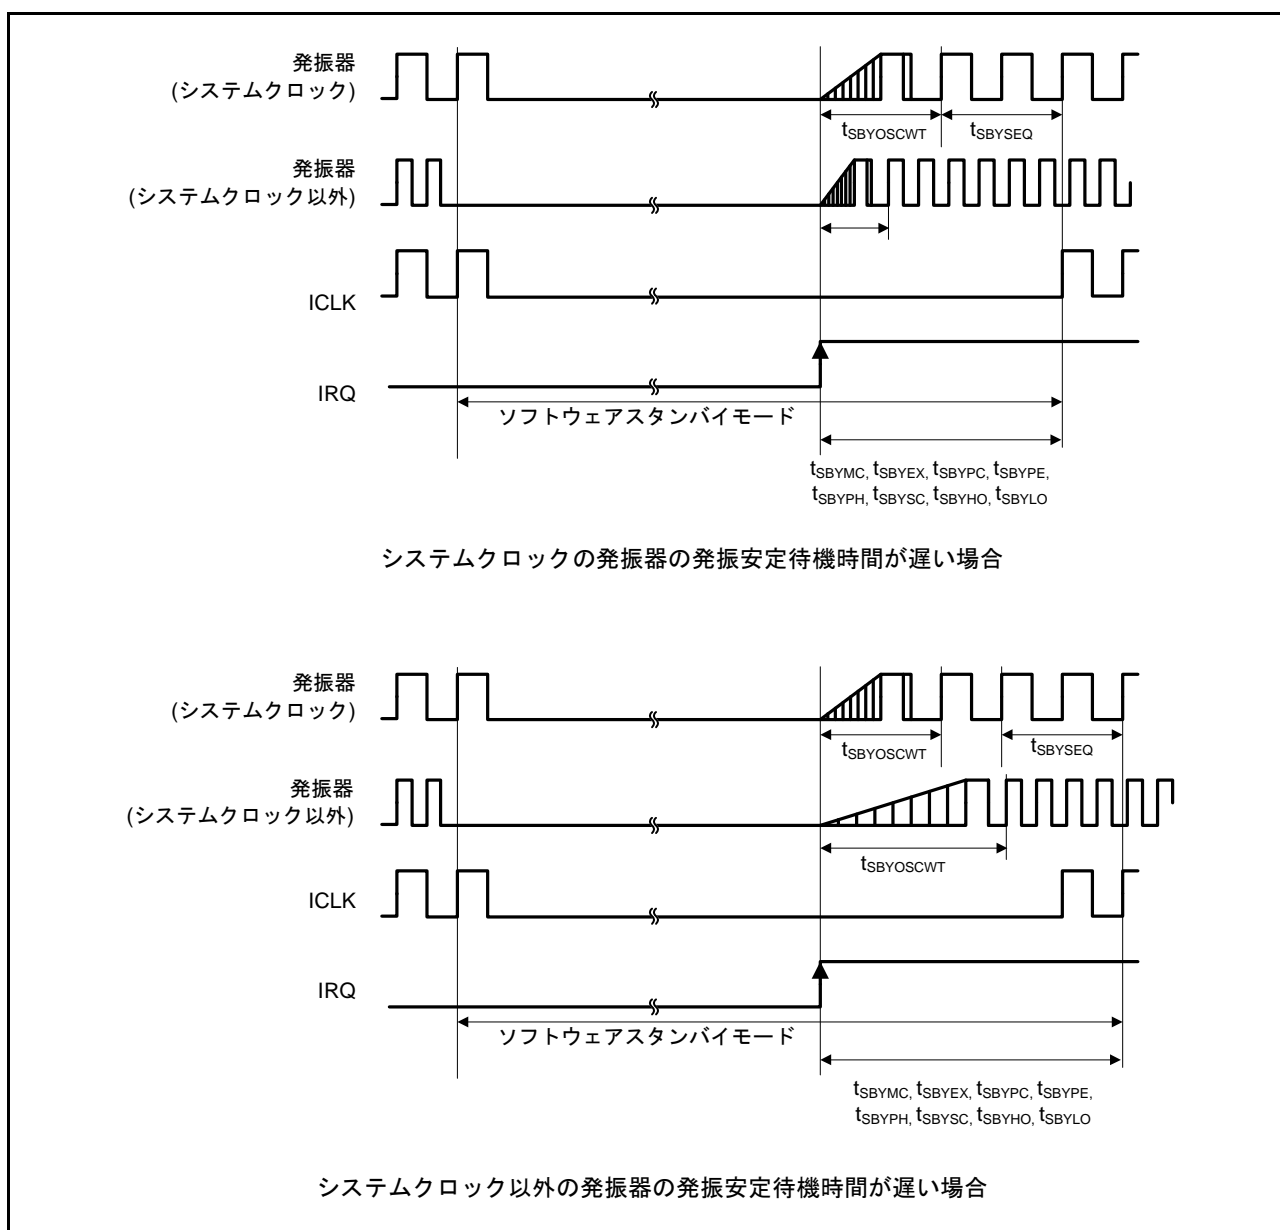 発振器
(システムクロック)
tSBYOSCWT
tSBYSEQ
発振器
(システムクロック以外)
ICLK
IRQ
ソフトウェアスタンバイモード
tSBYMC, tSBYEX, tSBYPC, tSBYPE,
tSBYPH, tSBYSC, tSBYHO, tSBYLO
システムクロックの発振器の発振安定待機時間が遅い場合
発振器
(システムクロック)
tSBYOSCWT
tSBYSEQ
発振器
(システムクロック以外)
tSBYOSCWT
ICLK
IRQ
ソフトウェアスタンバイモード
tSBYMC, tSBYEX, tSBYPC, tSBYPE,
tSBYPH, tSBYSC, tSBYHO, tSBYLO
システムクロック以外の発振器の発振安定待機時間が遅い場合